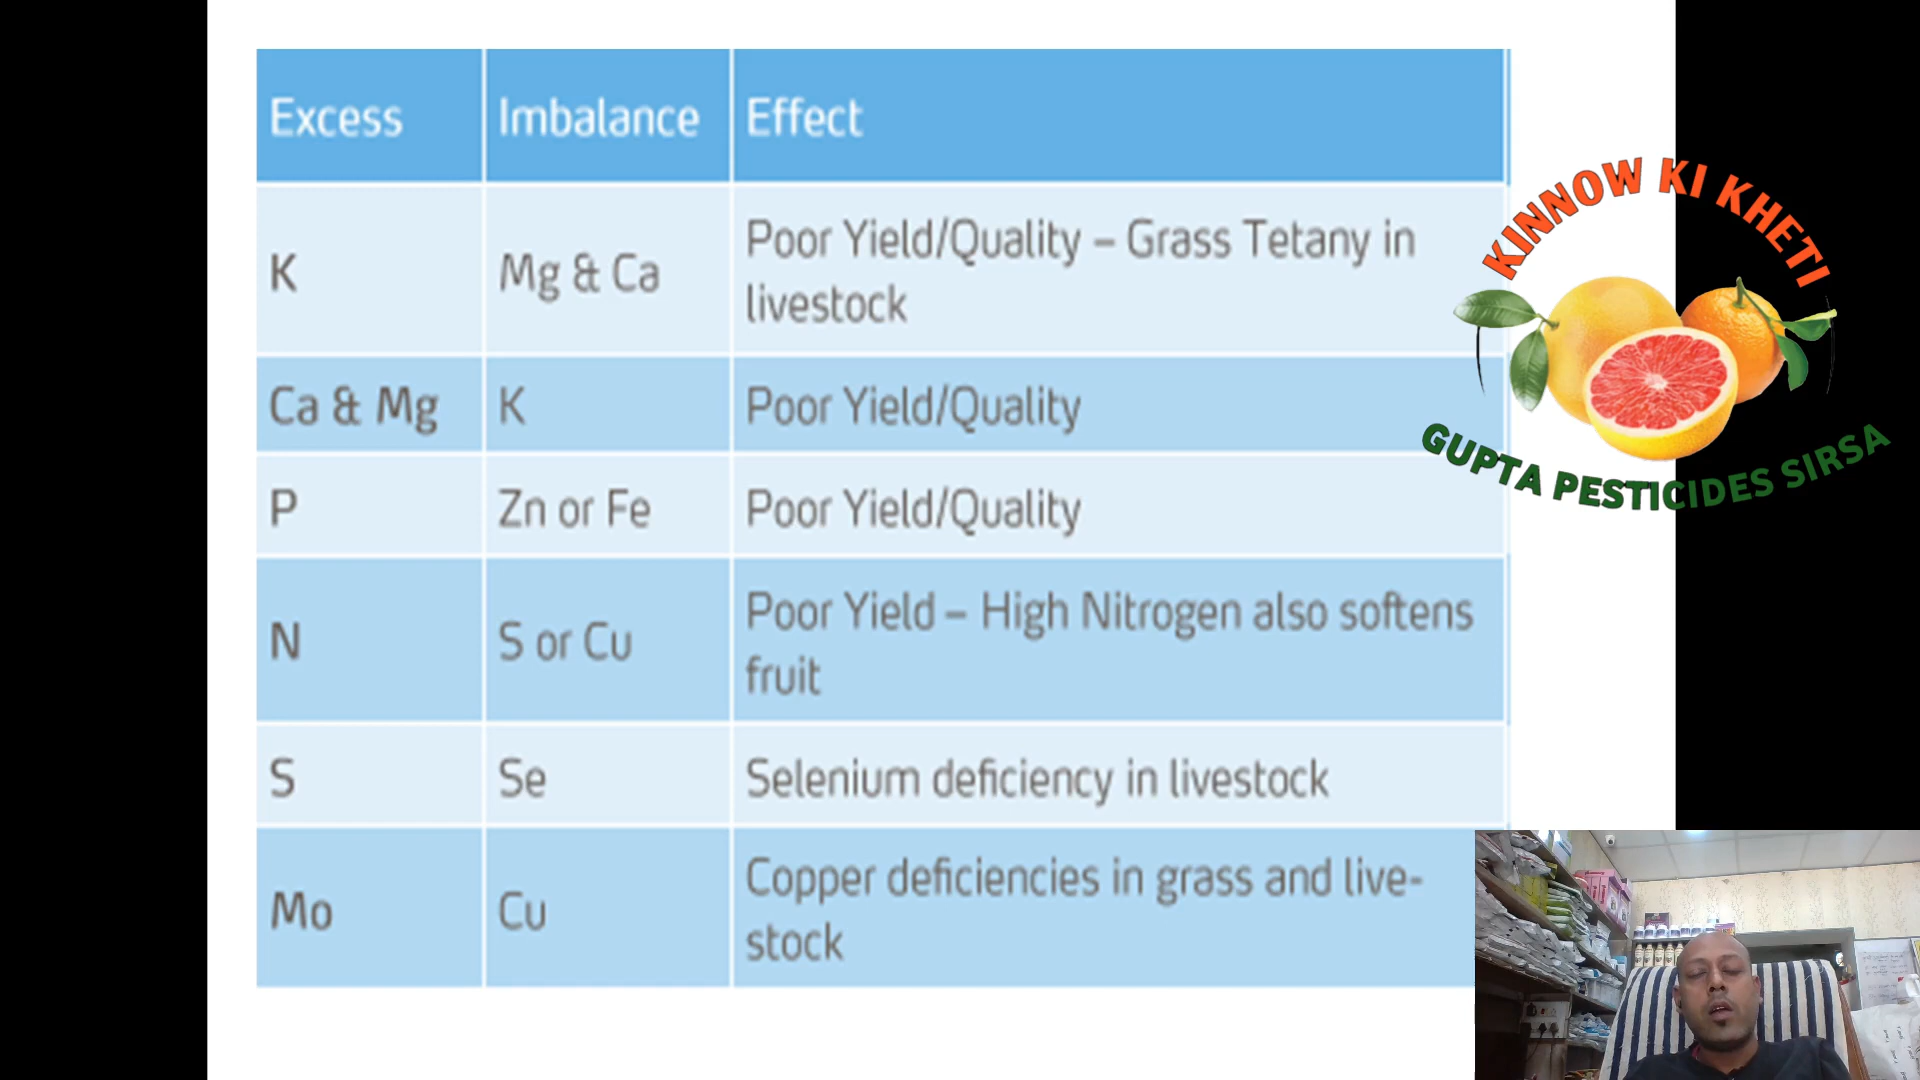 Excess Imbalance Effect
K Mg & Ca Poor Yield/Quality – Grass Tetany in
livestock
Ca & Mg K Poor Yield/Quality
P Zn or Fe Poor Yield/Quality
N S or Cu Poor Yield – High Nitrogen also softens
fruit
S Se Selenium deficiency in livestock
Mo Cu Copper deficiencies in grass and live-
stock
KINNOW KI KHETI
GUPTA PESTICIDES SIRSA